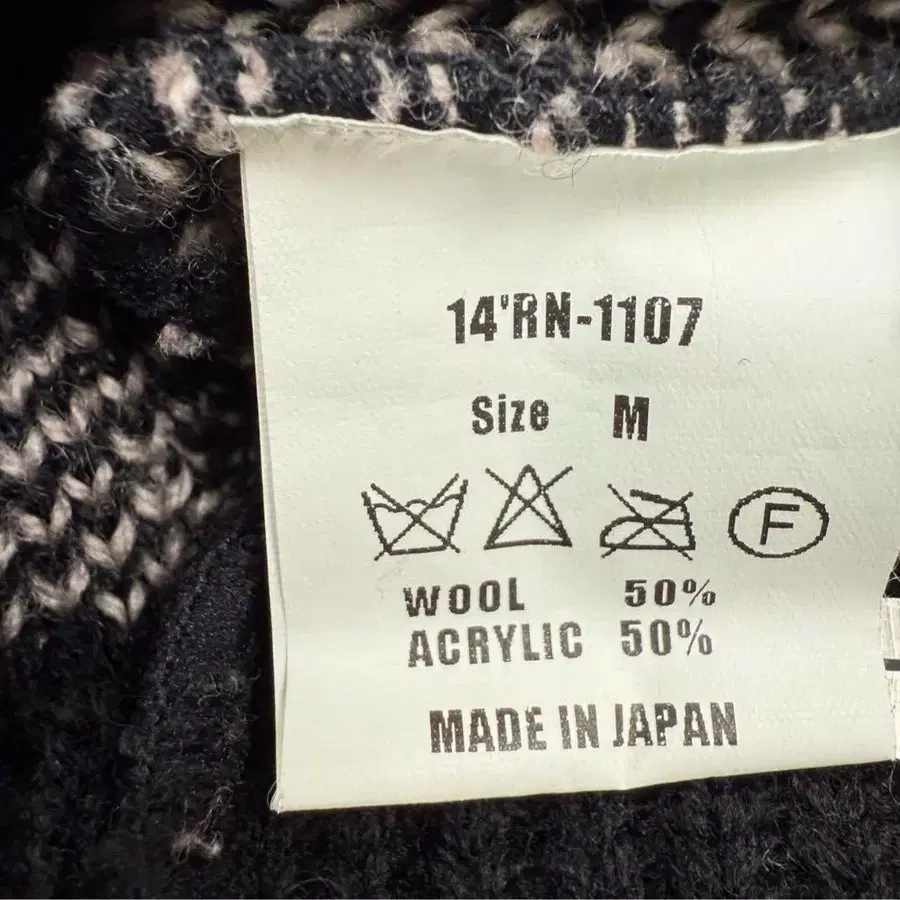 14'RN-1107
Size M
F
WOOL 50%
ACRYLIC 50%
MADE IN JAPAN